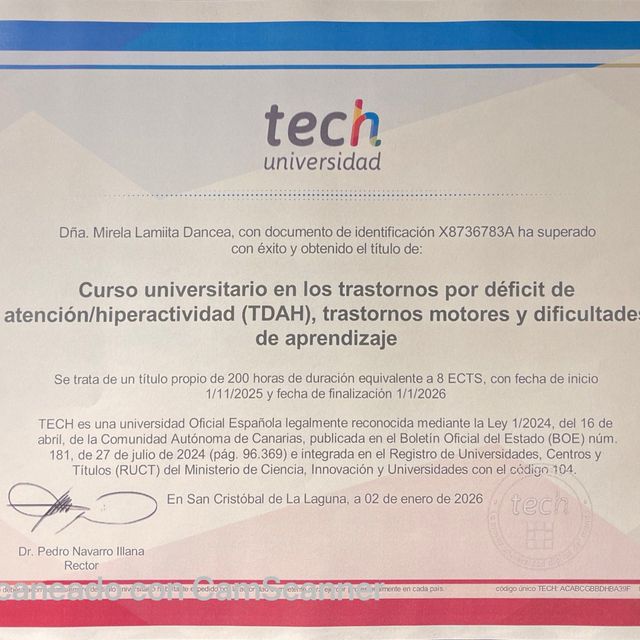 tech
universidad
Dña. Mirela Lamiita Dancea, con documento de identificación X8736783A ha superado
con éxito y obtenido el título de:
Curso universitario en los trastornos por déficit de
atención/hiperactividad (TDAH), trastornos motores y dificultades
de aprendizaje
Se trata de un título propio de 200 horas de duración equivalente a 8 ECTS, con fecha de inicio
1/11/2025 y fecha de finalización 1/1/2026
TECH es una universidad Oficial Española legalmente reconocida mediante la Ley 1/2024, del 16 de
abril, de la Comunidad Autónoma de Canarias, publicada en el Boletín Oficial del Estado (BOE) núm.
181, de 27 de julio de 2024 (pág. 96.369) e integrada en el Registro de Universidades, Centros y
Títulos (RUCT) del Ministerio de Ciencia, Innovación y Universidades con el código 104.
En San Cristóbal de La Laguna, a 02 de enero de 2026
tech
Dr. Pedro Navarro Illana
Rector
caneado con CamScanner
en cada país.
código único TECH: ACABCGBBDHBA39F